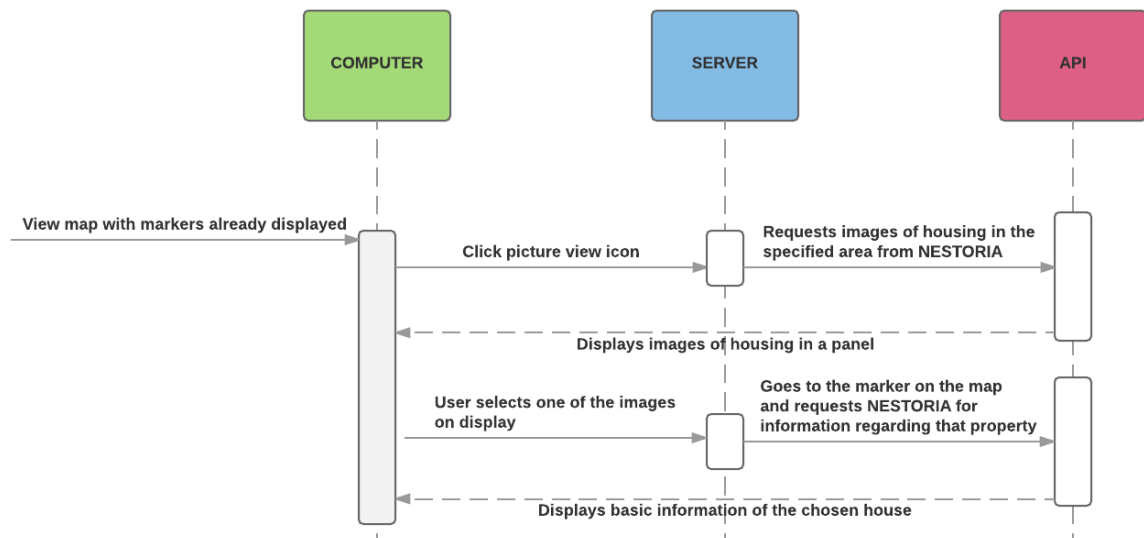 COMPUTER
SERVER
API
View map with markers already displayed
Click picture view icon
Requests images of housing in the
specified area from NESTORIA
Displays images of housing in a panel
User selects one of the images
on display
Goes to the marker on the map
and requests NESTORIA for
information regarding that property
Displays basic information of the chosen house